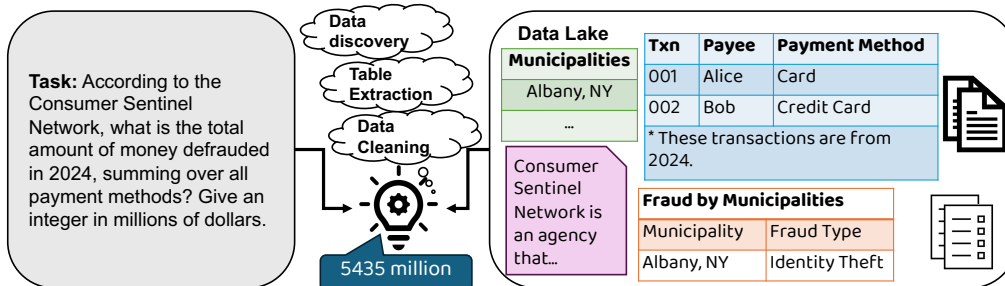 Task: According to the
Consumer Sentinel
Network, what is the total
amount of money defrauded
in 2024, summing over all
payment methods? Give an
integer in millions of dollars.
Data
discovery
Table
Extraction
Data
Cleaning
5435 million
Data Lake
Municipalities
Albany, NY
...
Txn Payee Payment Method
001 Alice Card
002 Bob Credit Card
* These transactions are from
2024.
Consumer
Sentinel
Network is
an agency
that...
Fraud by Municipalities
Municipality Fraud Type
Albany, NY Identity Theft